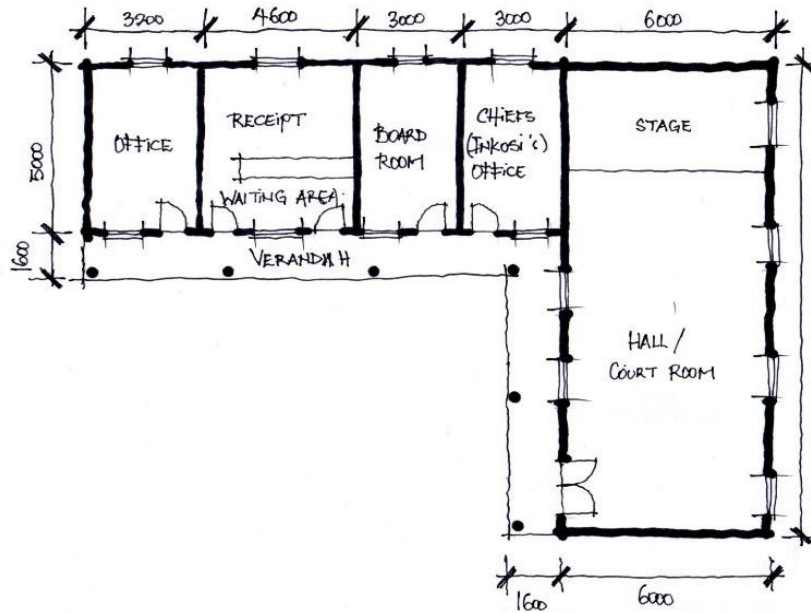 3200 4600 3000 3000 6000
5000
1600
OFFICE
RECEIPT
WAITING AREA
BOARD
ROOM
CHIEFS
(INKOSI's)
OFFICE
STAGE
VERANDAH
HALL /
COURT ROOM
1600 6000